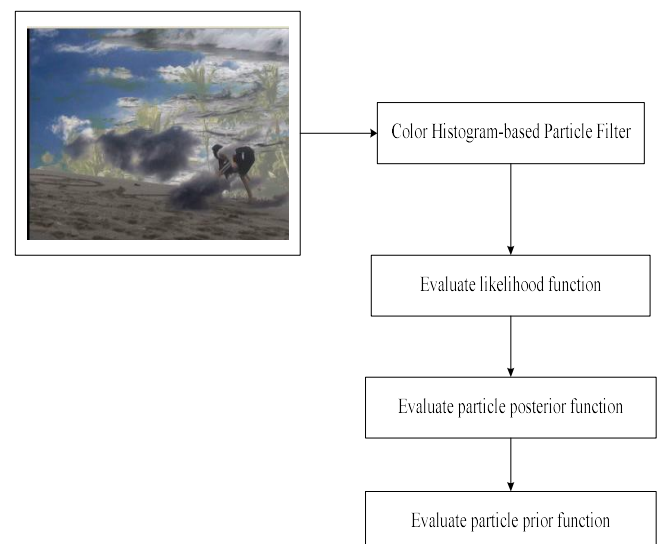 Color Histogram-based Particle Filter
Evaluate likelihood function
Evaluate particle posterior function
Evaluate particle prior function